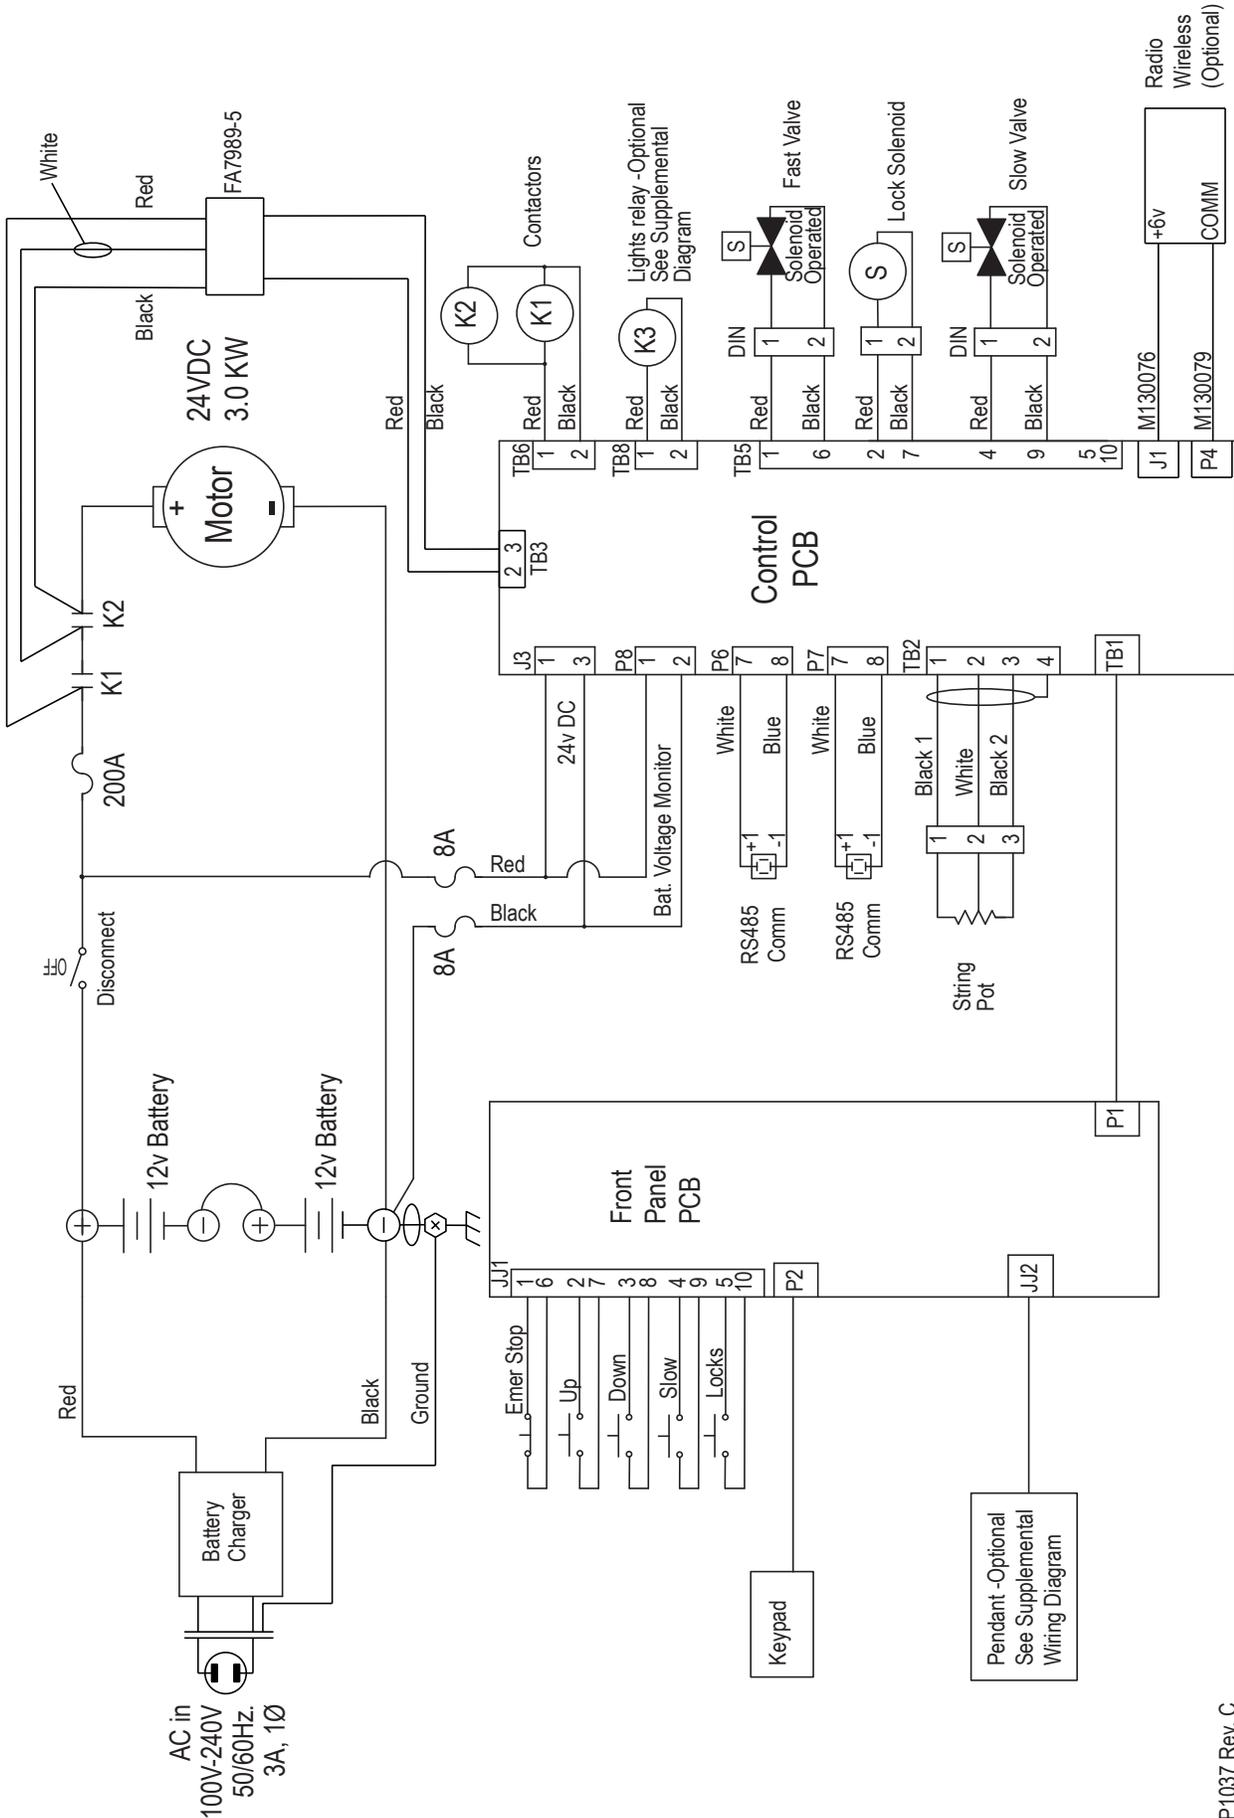 AC in
100V-240V
50/60Hz.
3A, 1Ø
Battery
Charger
Red
Black
Ground
+
12v Battery
-
+
12v Battery
-
OFF
Disconnect
200A
K1
K2
White
Red
Black
FA7989-5
24VDC
3.0 KW
+
Motor
-
8A
Red
8A
Black
24v DC
Bat. Voltage Monitor
Red
Black
2 3
TB3
J3
1
3
P8
1
2
P6
7
8
White
Blue
RS485
Comm
+1
-1
P7
7
8
White
Blue
RS485
Comm
+1
-1
TB2
1
2
3
4
Black 1
White
Black 2
1
2
3
String
Pot
TB1
Control
PCB
TB6
1
2
Red
Black
K2
K1
Contactors
TB8
1
2
Red
Black
K3
Lights relay -Optional
See Supplemental
Diagram
TB5
1
6
2
7
4
9
5
10
Red
Black
DIN
1
2
S
Solenoid
Operated
Fast Valve
Red
Black
1
2
S
Lock Solenoid
Red
Black
DIN
1
2
S
Solenoid
Operated
Slow Valve
J1
M130076
P4
M130079
+6v
COMM
Radio
Wireless
(Optional)
Front
Panel
PCB
JJ1
1
6
2
7
3
8
4
9
5
10
Emer Stop
Up
Down
Slow
Locks
P2
Keypad
JJ2
Pendant -Optional
See Supplemental
Wiring Diagram
P1
P1037 Rev. C